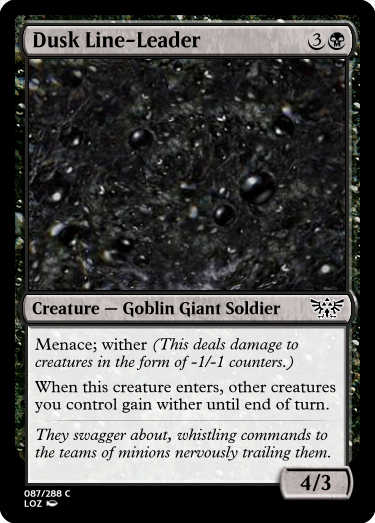 Dusk Line-Leader 3
Creature — Goblin Giant Soldier
Menace; wither (This deals damage to
creatures in the form of -1/-1 counters.)
When this creature enters, other creatures
you control gain wither until end of turn.
They swagger about, whistling commands to
the teams of minions nervously trailing them.
4/3
087/288 C
LOZ